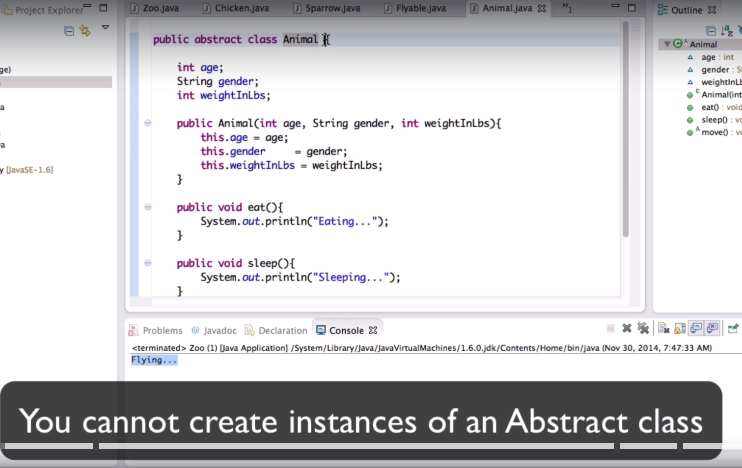 Project Explorer
Zoo.java
Chicken.java
Sparrow.java
Flyable.java
Animal.java
»1
Outline
public abstract class Animal {
int age;
String gender;
int weightInLbs;
public Animal(int age, String gender, int weightInLbs){
this.age = age;
this.gender = gender;
this.weightInLbs = weightInLbs;
}
public void eat(){
System.out.println("Eating...");
}
public void sleep(){
System.out.println("Sleeping...");
}
ge)
a
a
y [JavaSE-1.6]
Animal
age : int
gender : S
weightInLb
Animal(int
eat() : void
sleep() : vo
move() : v
Problems
@ Javadoc
Declaration
Console
<terminated> Zoo (1) [Java Application] /System/Library/Java/JavaVirtualMachines/1.6.0.jdk/Contents/Home/bin/java (Nov 30, 2014, 7:47:33 AM)
Flying...
You cannot create instances of an Abstract class